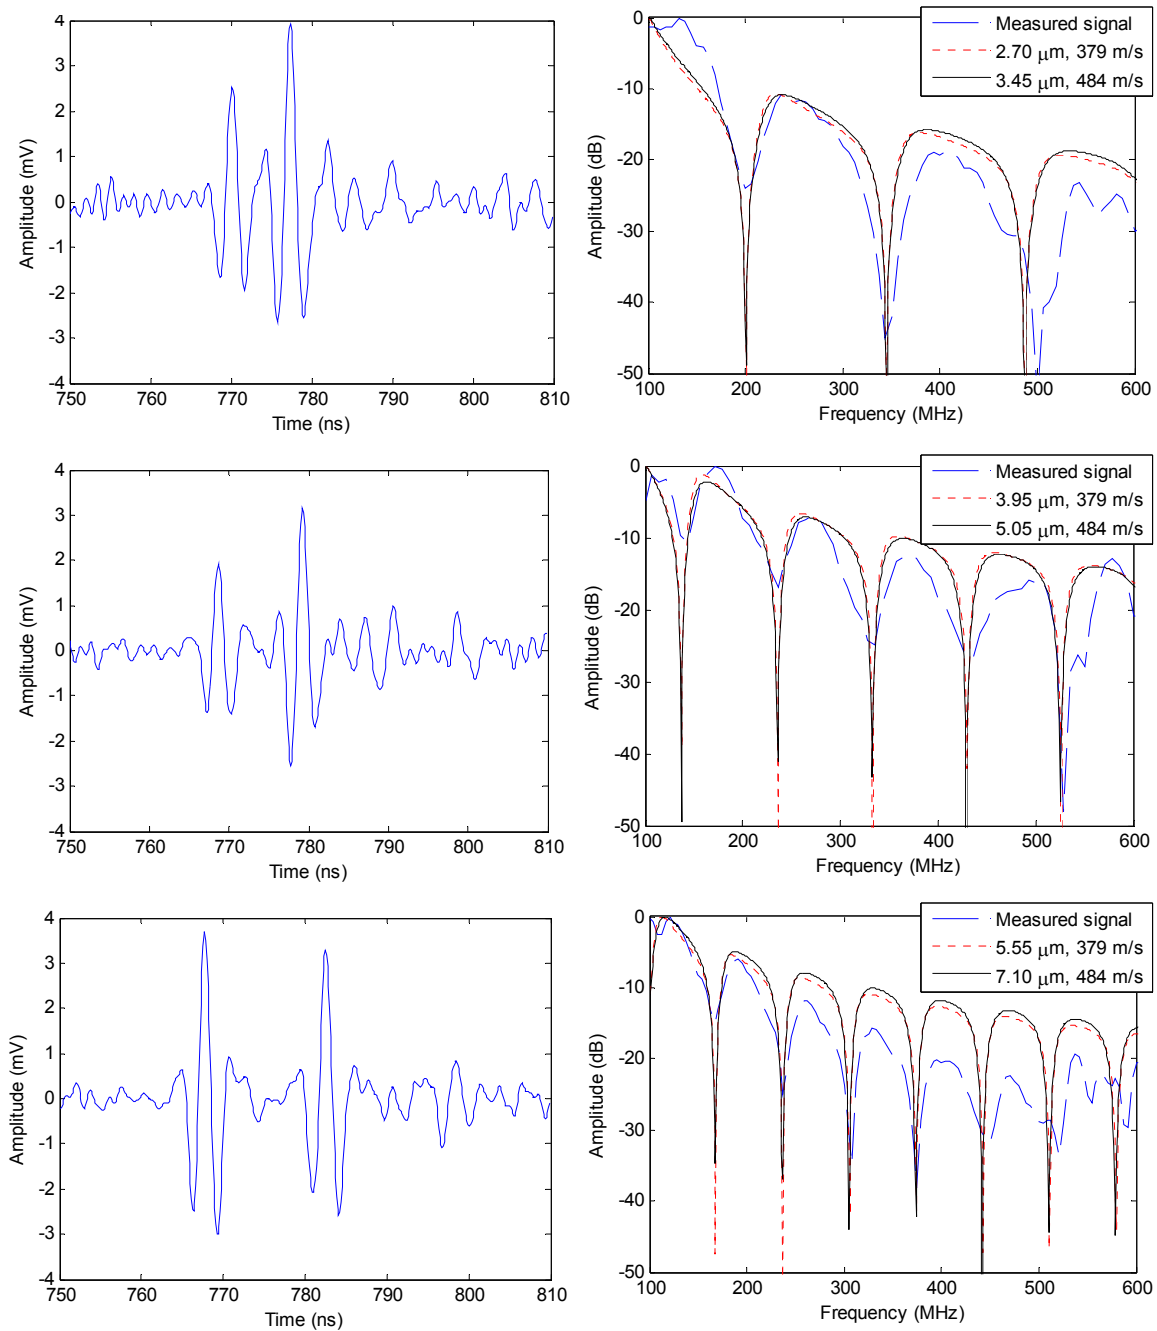 4
3
2
1
0
-1
-2
-3
-4
750 760 770 780 790 800 810
Time (ns)
Amplitude (mV)
0
-10
-20
-30
-40
-50
100 200 300 400 500 600
Frequency (MHz)
Amplitude (dB)
Measured signal
2.70 μm, 379 m/s
3.45 μm, 484 m/s
4
3
2
1
0
-1
-2
-3
-4
750 760 770 780 790 800 810
Time (ns)
Amplitude (mV)
0
-10
-20
-30
-40
-50
100 200 300 400 500 600
Frequency (MHz)
Amplitude (dB)
Measured signal
3.95 μm, 379 m/s
5.05 μm, 484 m/s
4
3
2
1
0
-1
-2
-3
-4
750 760 770 780 790 800 810
Time (ns)
Amplitude (mV)
0
-10
-20
-30
-40
-50
100 200 300 400 500 600
Frequency (MHz)
Amplitude (dB)
Measured signal
5.55 μm, 379 m/s
7.10 μm, 484 m/s